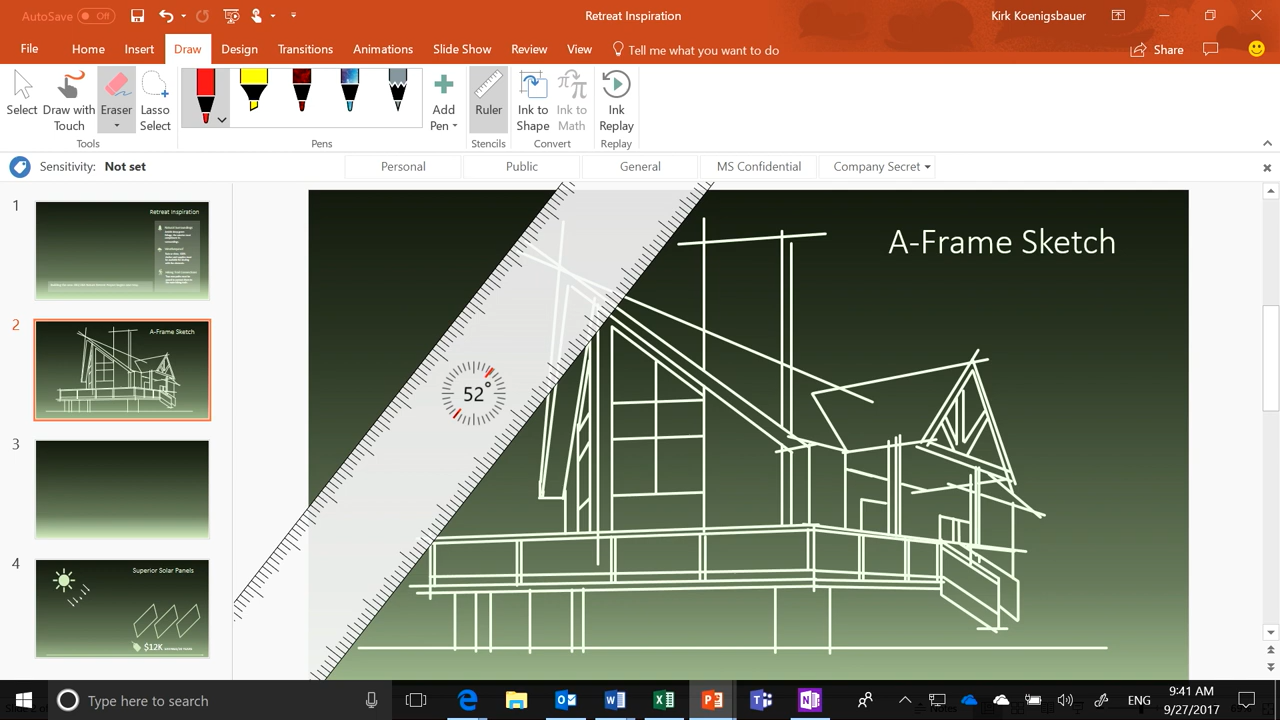 AutoSave Off
Retreat Inspiration
Kirk Koenigsbauer
File Home Insert Draw Design Transitions Animations Slide Show Review View Tell me what you want to do
Share
Select Draw with Touch Eraser Lasso Select
Add Pen
Ruler
Ink to Shape Ink to Math
Ink Replay
Tools Pens Stencils Convert Replay
Sensitivity: Not set Personal Public General MS Confidential Company Secret
1
Retreat Inspiration
2
A-Frame Sketch
3
4
Superior Solar Panels
$12K
A-Frame Sketch
52°
Type here to search
ENG
9:41 AM
9/27/2017